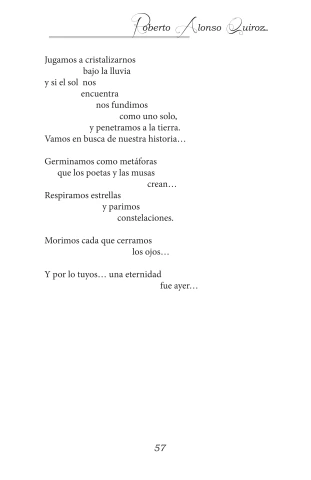 Roberto Alonso Quiroz.
Jugamos a cristalizarnos
bajo la lluvia
y si el sol nos
encuentra
nos fundimos
como uno solo,
y penetramos a la tierra.
Vamos en busca de nuestra historia…
Germinamos como metáforas
que los poetas y las musas
crean…
Respiramos estrellas
y parimos
constelaciones.
Morimos cada que cerramos
los ojos…
Y por lo tuyos… una eternidad
fue ayer…
57